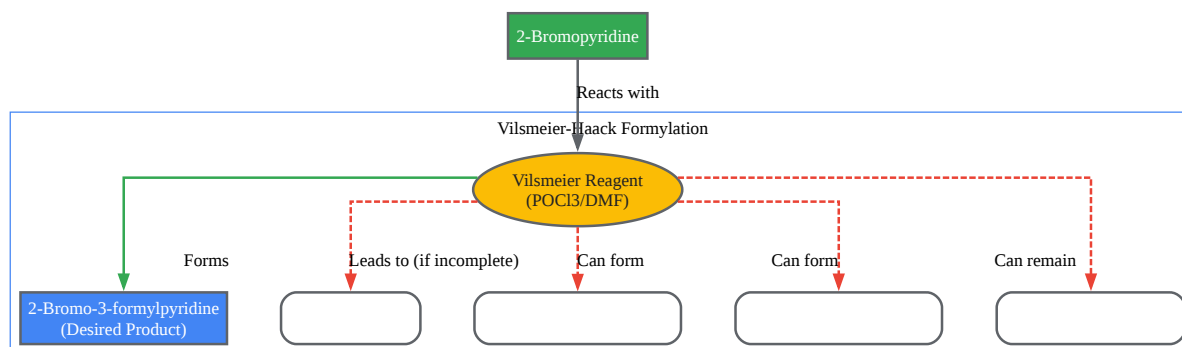 2-Bromopyridine
Reacts with
Vilsmeier-Haack Formylation
Vilsmeier Reagent
(POCl3/DMF)
Forms
Leads to (if incomplete)
Can form
Can form
Can remain
2-Bromo-3-formylpyridine
(Desired Product)